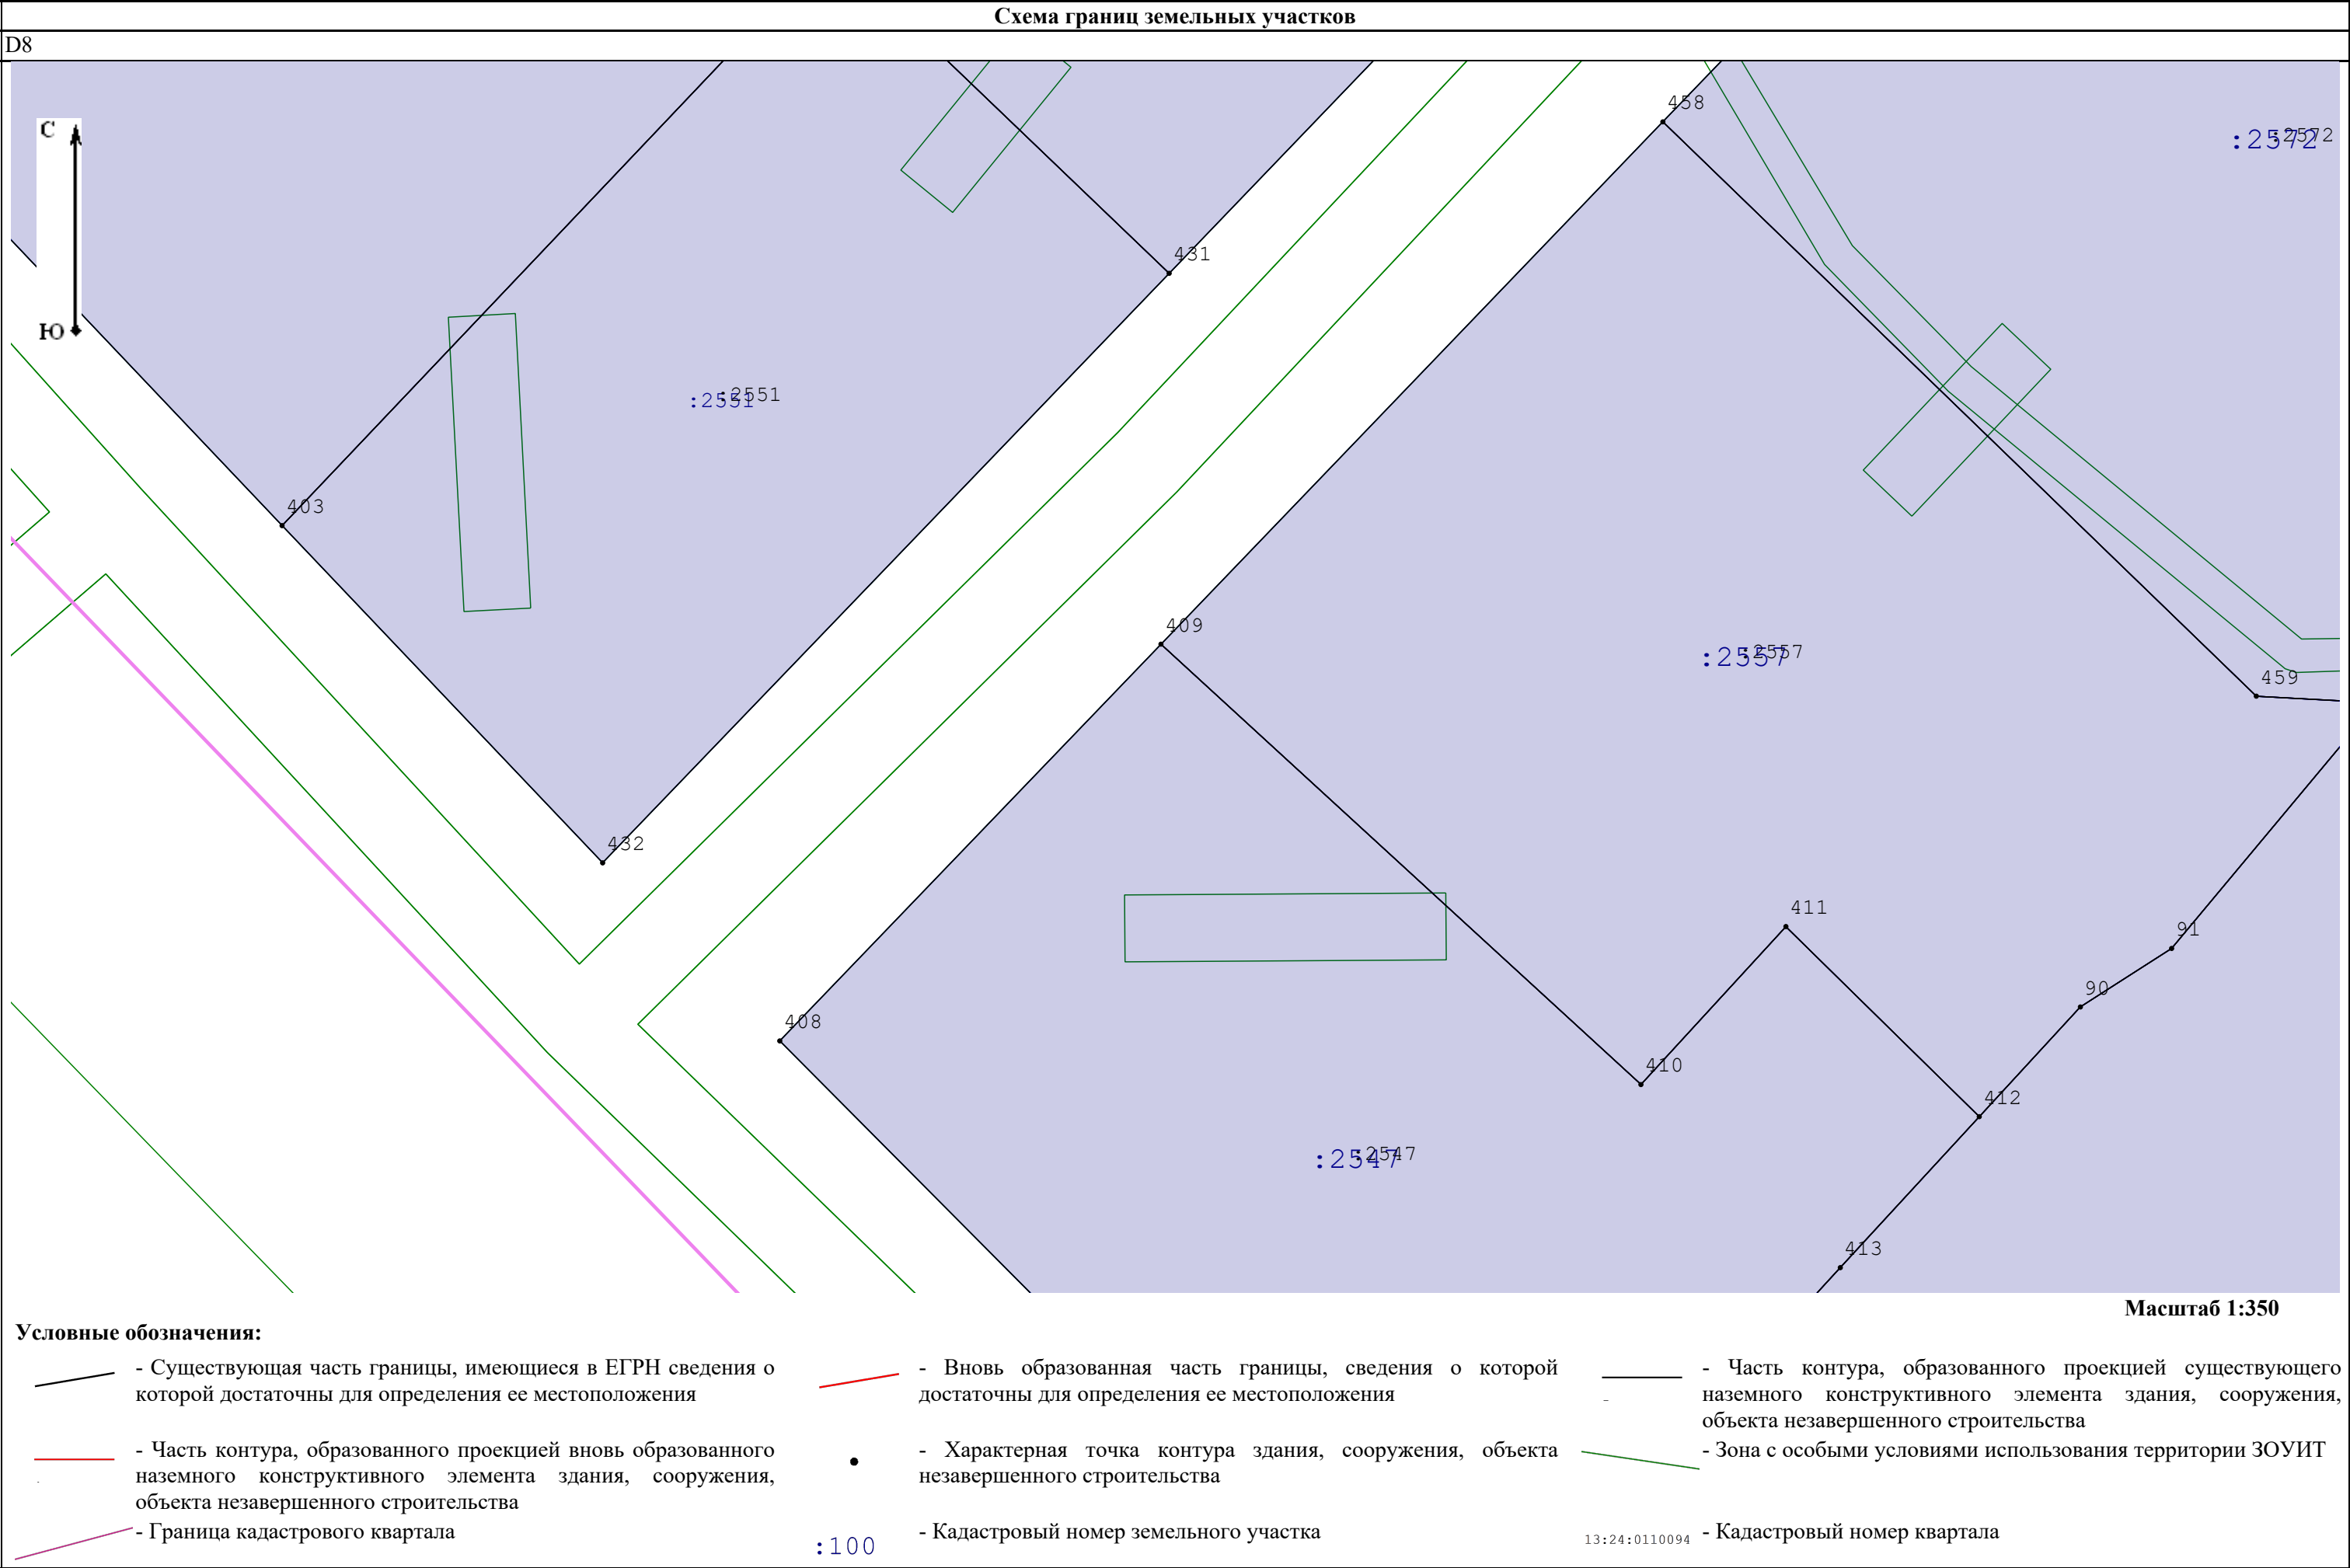 Схема границ земельных участков
D8
С
Ю
458
:2572
:2572
431
:2551
:2551
403
409
:2557
:2557
459
432
411
91
90
408
410
412
:2547
:2547
413
Масштаб 1:350
Условные обозначения:
- Существующая часть границы, имеющиеся в ЕГРН сведения о
которой достаточны для определения ее местоположения
- Вновь образованная часть границы, сведения о которой
достаточны для определения ее местоположения
- Часть контура, образованного проекцией существующего
наземного конструктивного элемента здания, сооружения,
объекта незавершенного строительства
- Часть контура, образованного проекцией вновь образованного
наземного конструктивного элемента здания, сооружения,
объекта незавершенного строительства
- Характерная точка контура здания, сооружения, объекта
незавершенного строительства
- Зона с особыми условиями использования территории ЗОУИТ
- Граница кадастрового квартала
:100
- Кадастровый номер земельного участка
13:24:0110094
- Кадастровый номер квартала